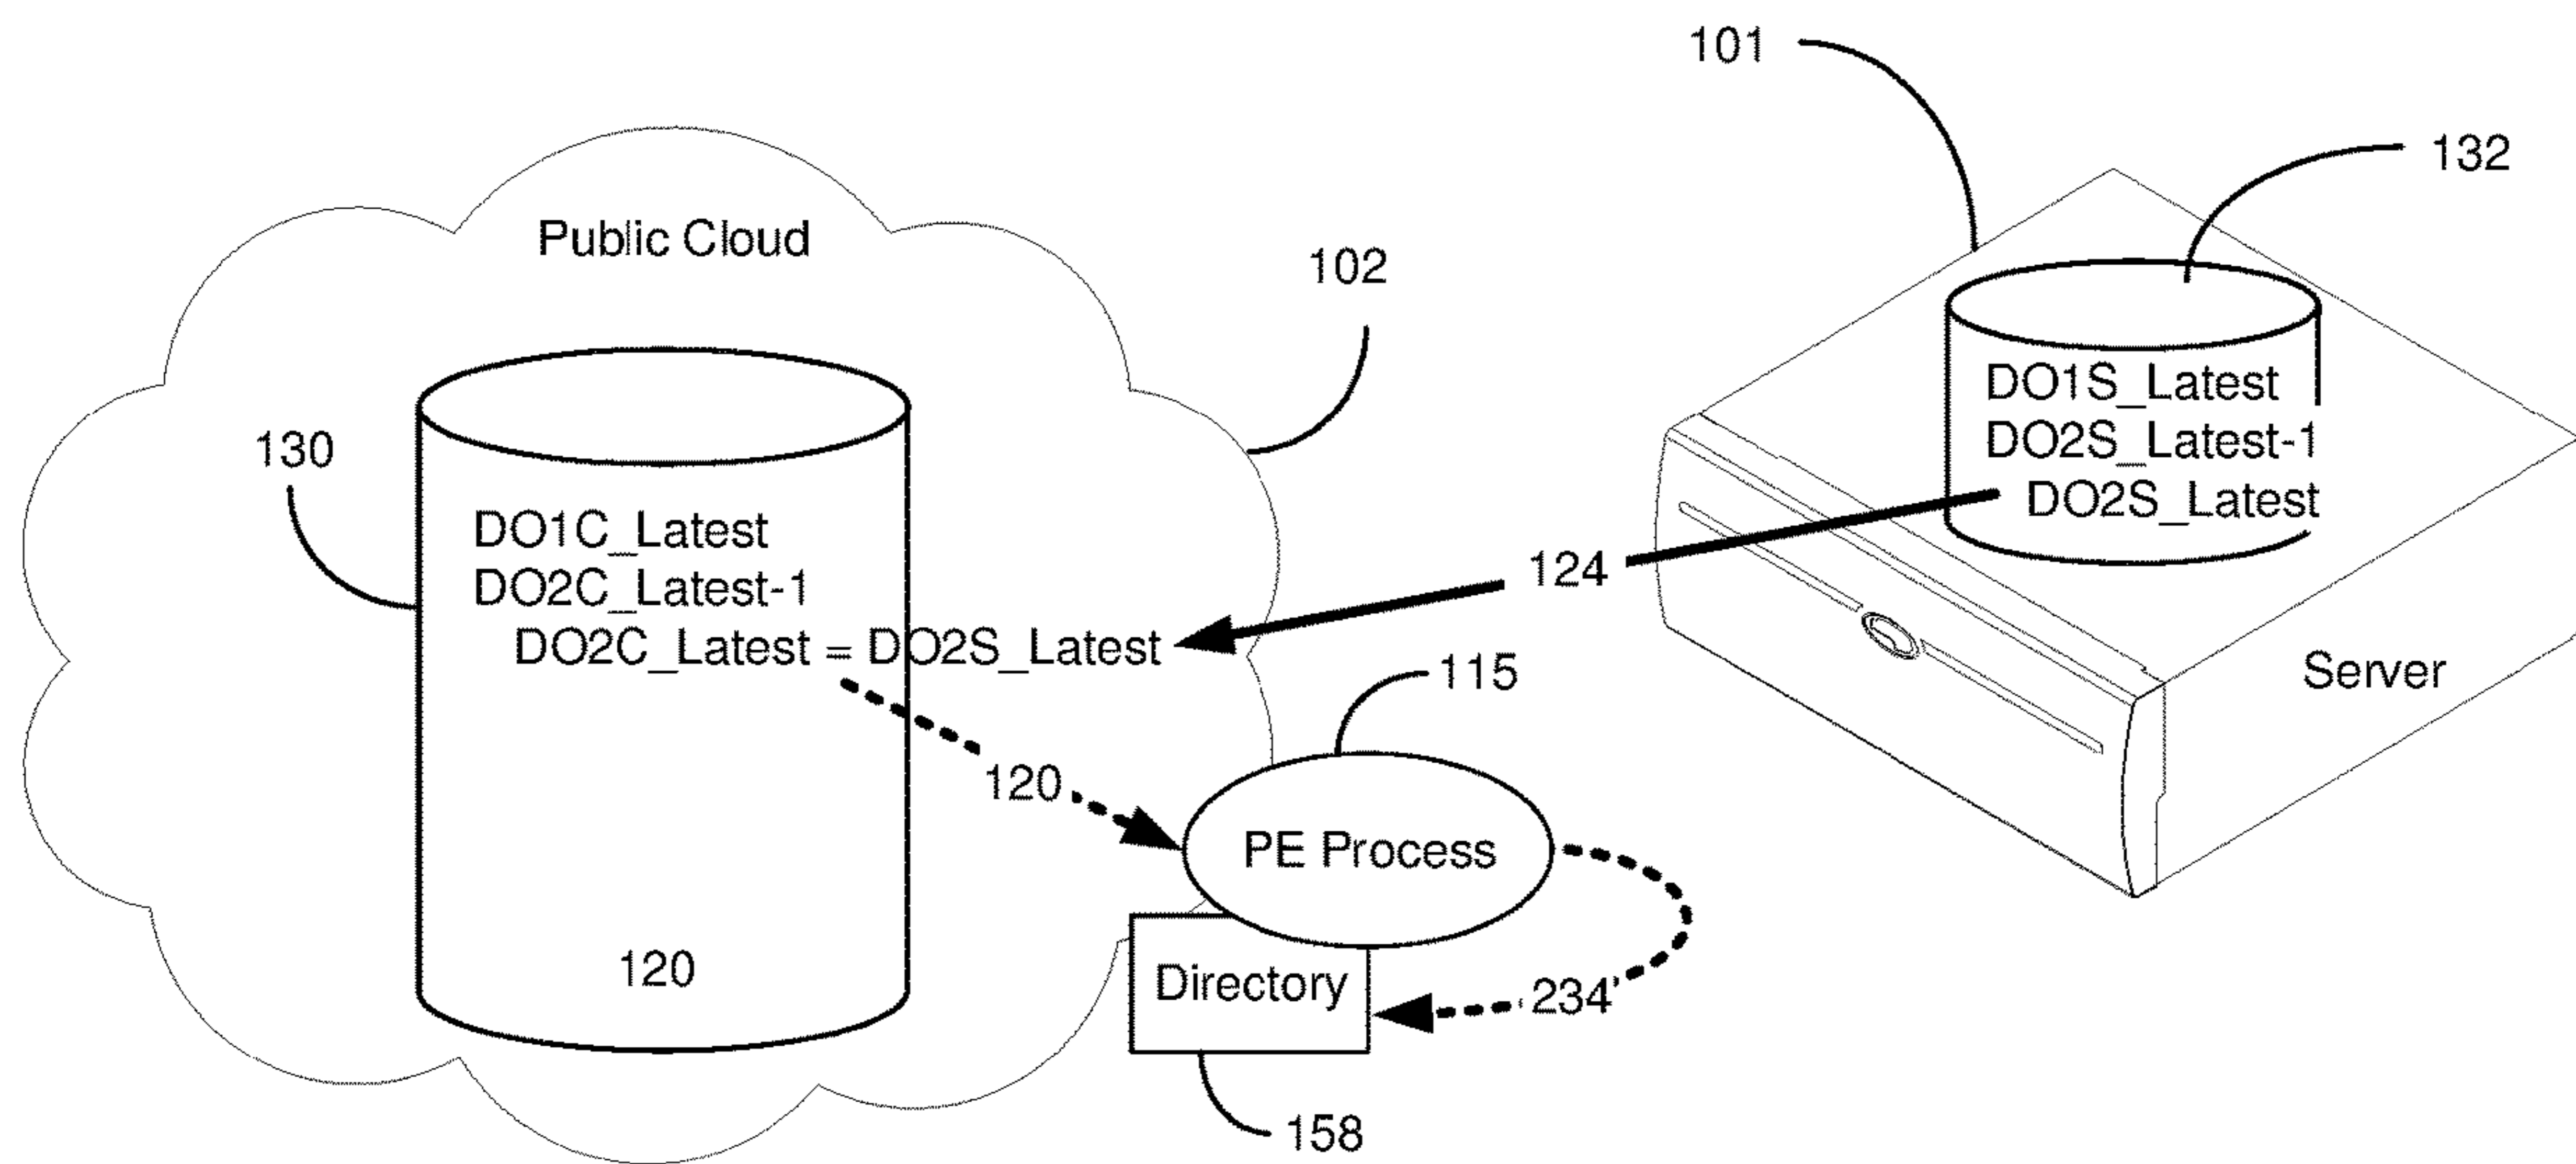 101
132
Public Cloud
102
DO1S_Latest
DO2S_Latest-1
DO2S_Latest
130
DO1C_Latest
DO2C_Latest-1
DO2C_Latest = DO2S_Latest
124
115
Server
120
PE Process
120
Directory
234'
158